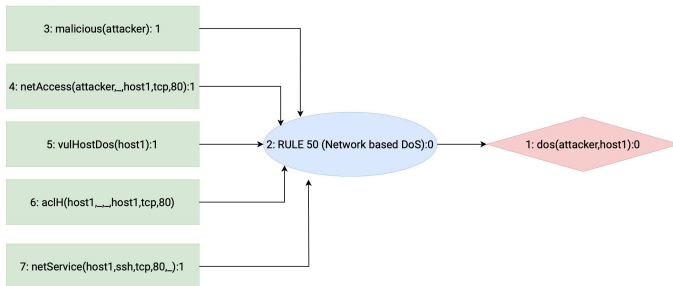 3: malicious(attacker): 1
4: netAccess(attacker,_,host1,tcp,80):1
5: vulHostDos(host1):1
2: RULE 50 (Network based DoS):0
1: dos(attacker,host1):0
6: aclH(host1,_,_,host1,tcp,80)
7: netService(host1,ssh,tcp,80,_):1